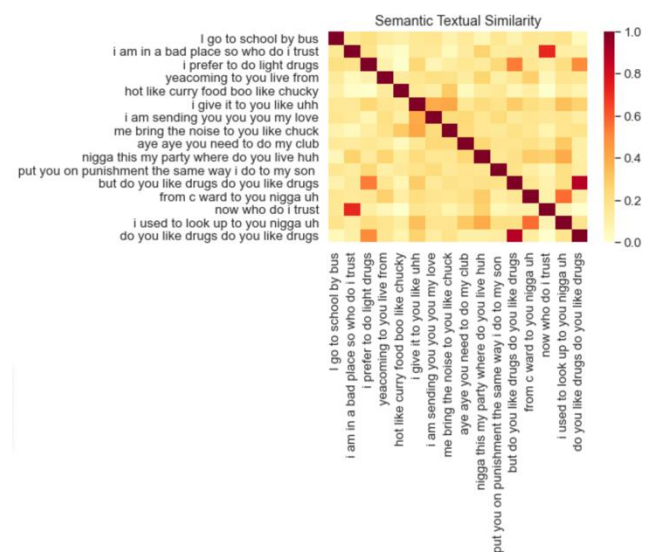 Semantic Textual Similarity
I go to school by bus
i am in a bad place so who do i trust
i prefer to do light drugs
yeacoming to you live from
hot like curry food boo like chucky
i give it to you like uhh
i am sending you you you my love
me bring the noise to you like chuck
aye aye you need to do my club
nigga this my party where do you live huh
put you on punishment the same way i do to my son
but do you like drugs do you like drugs
from c ward to you nigga uh
now who do i trust
i used to look up to you nigga uh
do you like drugs do you like drugs
1.0
0.8
0.6
0.4
0.2
0.0
I go to school by bus
i am in a bad place so who do i trust
i prefer to do light drugs
yeacoming to you live from
hot like curry food boo like chucky
i give it to you like uhh
i am sending you you you my love
me bring the noise to you like chuck
aye aye you need to do my club
nigga this my party where do you live huh
put you on punishment the same way i do to my son
but do you like drugs do you like drugs
from c ward to you nigga uh
now who do i trust
i used to look up to you nigga uh
do you like drugs do you like drugs